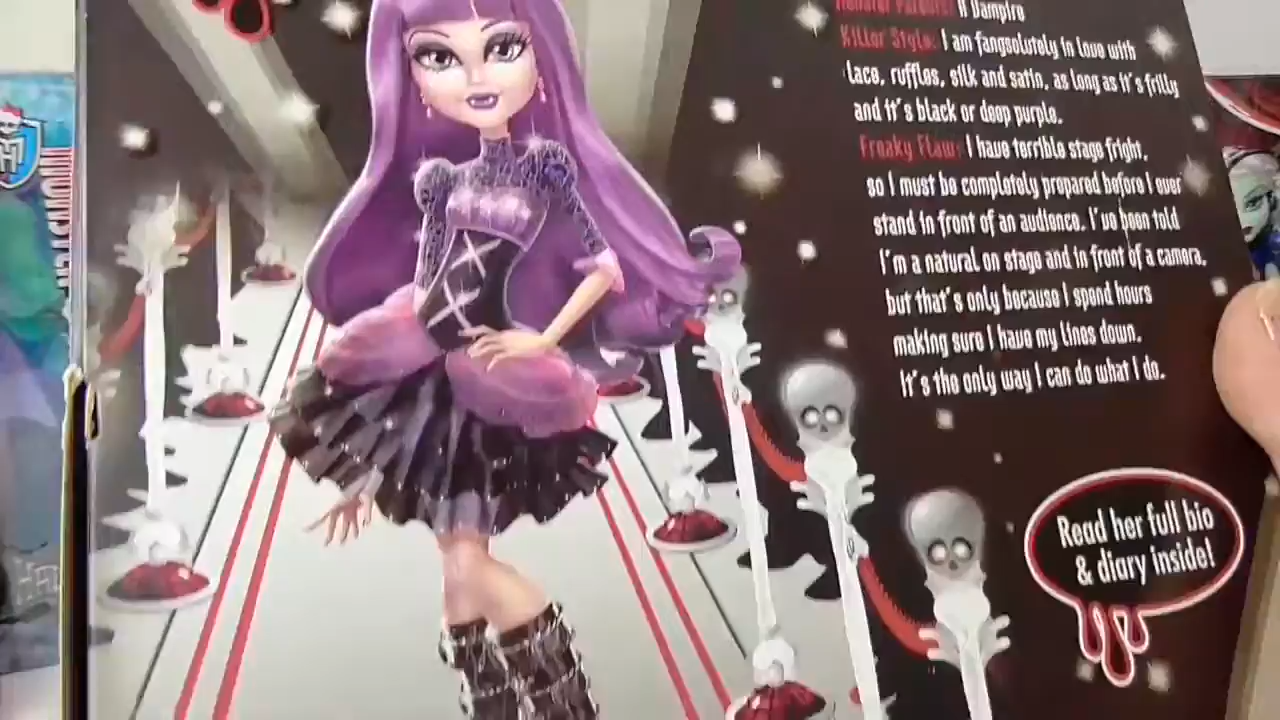 Monster Parent: A Vampire
Killer Style: I am fangsolutely in love with
lace, ruffles, silk and satin, as long as it's frilly
and it's black or deep purple.
Freaky Flaw: I have terrible stage fright,
so I must be completely prepared before I ever
stand in front of an audience. I've been told
I'm a natural on stage and in front of a camera,
but that's only because I spend hours
making sure I have my lines down.
It's the only way I can do what I do.
Read her full bio
& diary inside!